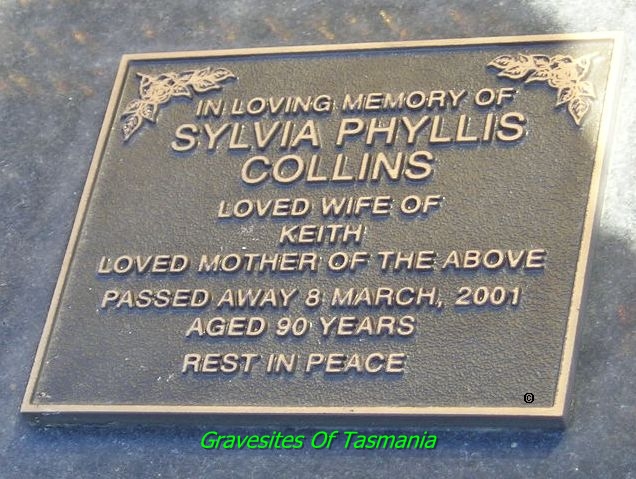 IN LOVING MEMORY OF
SYLVIA PHYLLIS
COLLINS
LOVED WIFE OF
KEITH
LOVED MOTHER OF THE ABOVE
PASSED AWAY 8 MARCH, 2001
AGED 90 YEARS
REST IN PEACE
©
Gravesites Of Tasmania